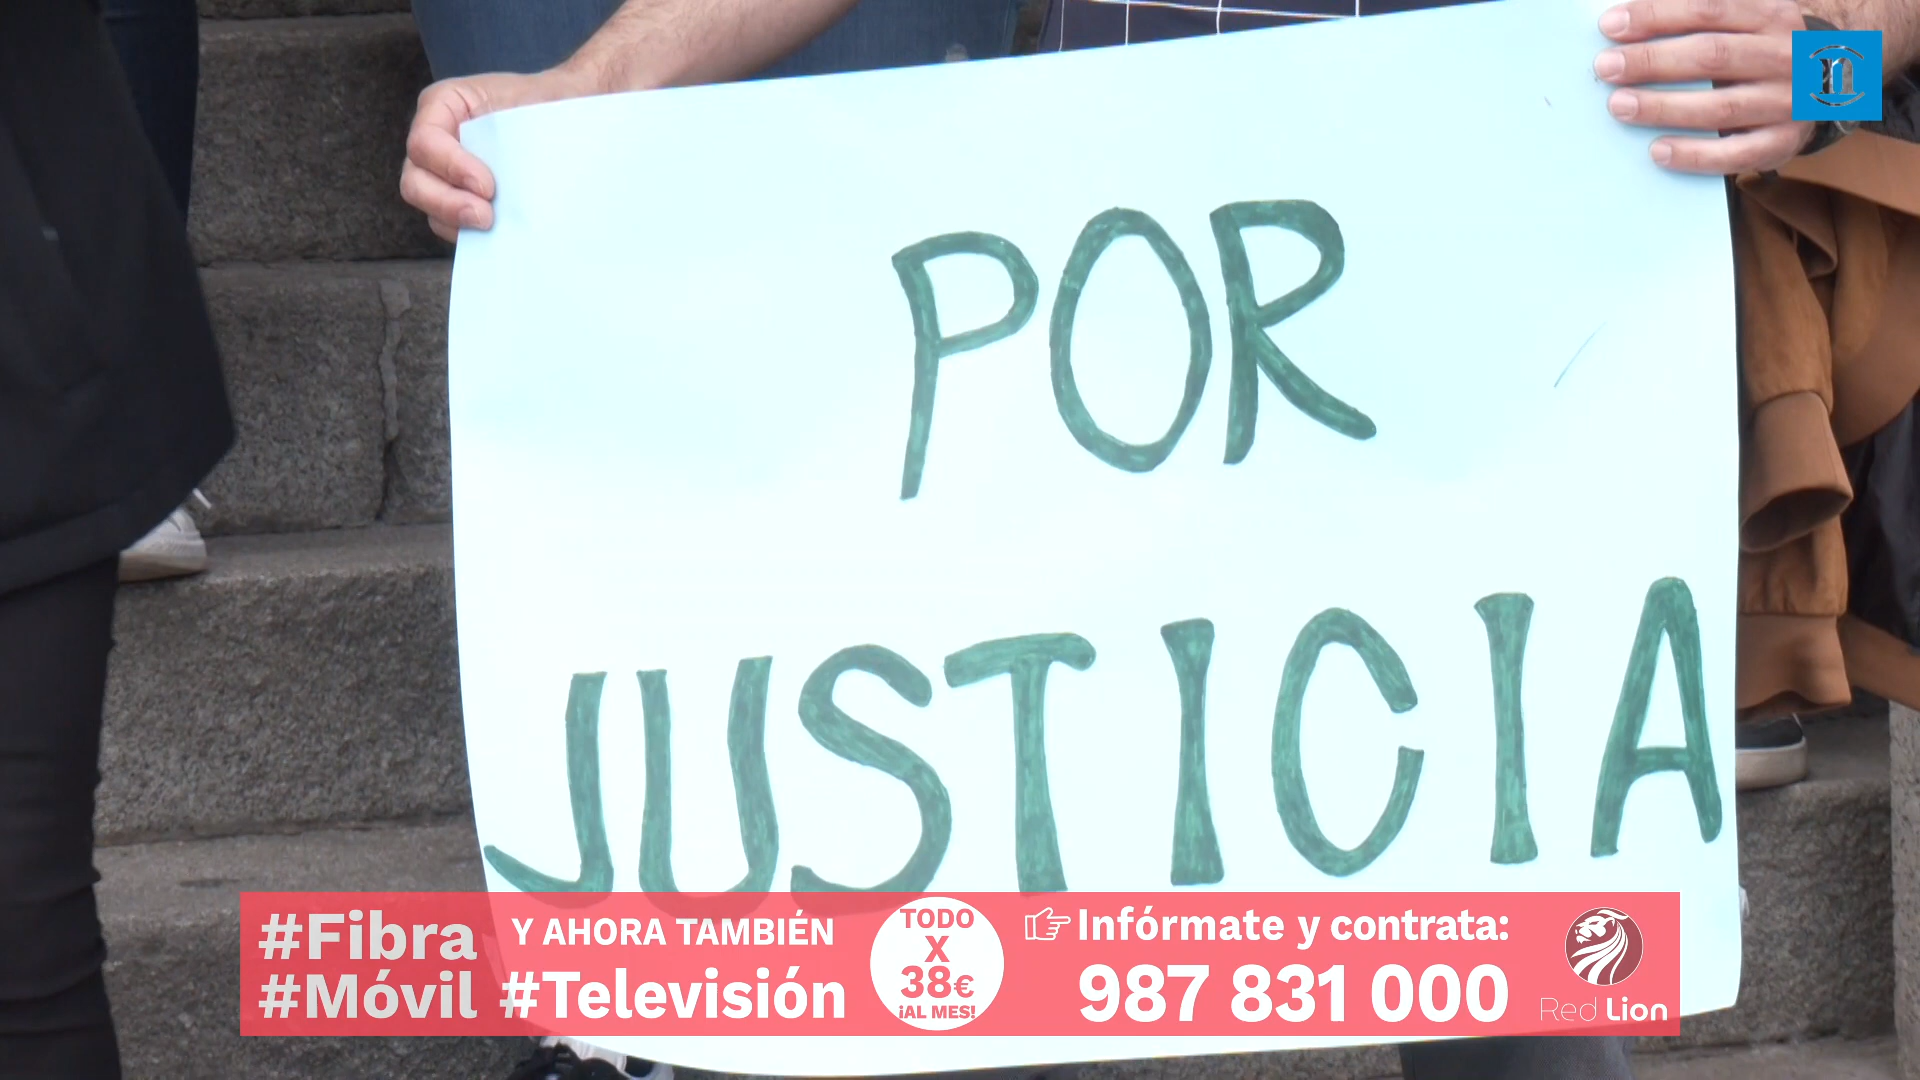 n
POR
JUSTICIA
#Fibra
#Móvil
Y AHORA TAMBIÉN
#Televisión
TODO
X
38€
¡AL MES!
Infórmate y contrata:
987 831 000
Red Lion